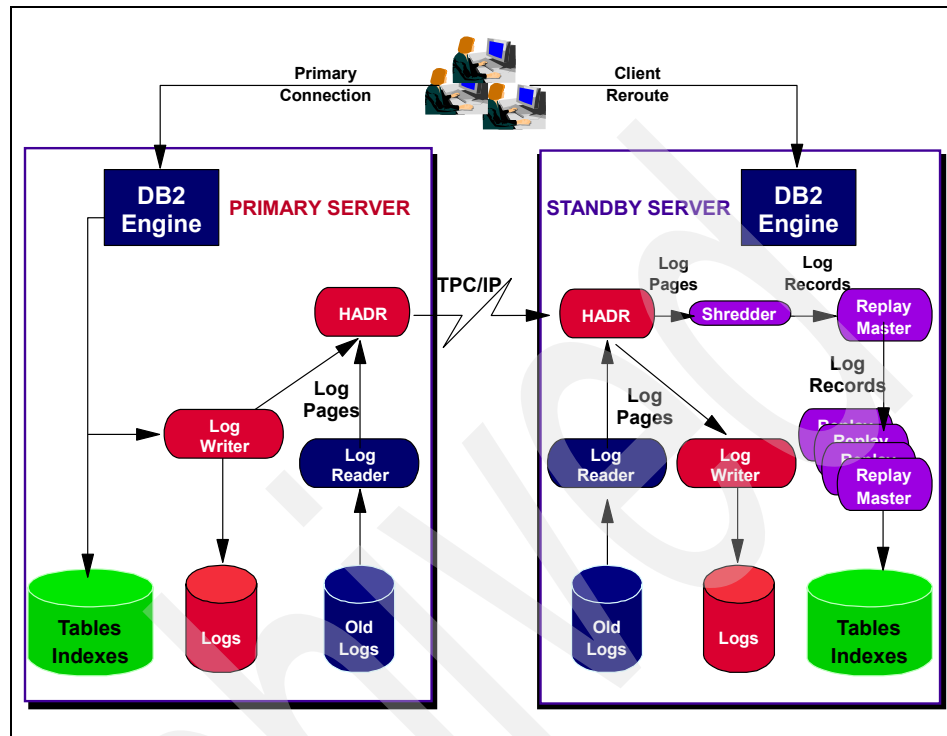 Primary
Connection
Client
Reroute
DB2
Engine
PRIMARY SERVER
HADR
Log
Pages
Log
Writer
Log
Reader
Tables
Indexes
Logs
Old
Logs
TPC/IP
STANDBY SERVER
DB2
Engine
HADR
Log
Pages
Shredder
Log
Records
Replay
Master
Log
Records
Log
Pages
Log
Reader
Log
Writer
Replay
Replay
Replay
Replay
Master
Old
Logs
Logs
Tables
Indexes